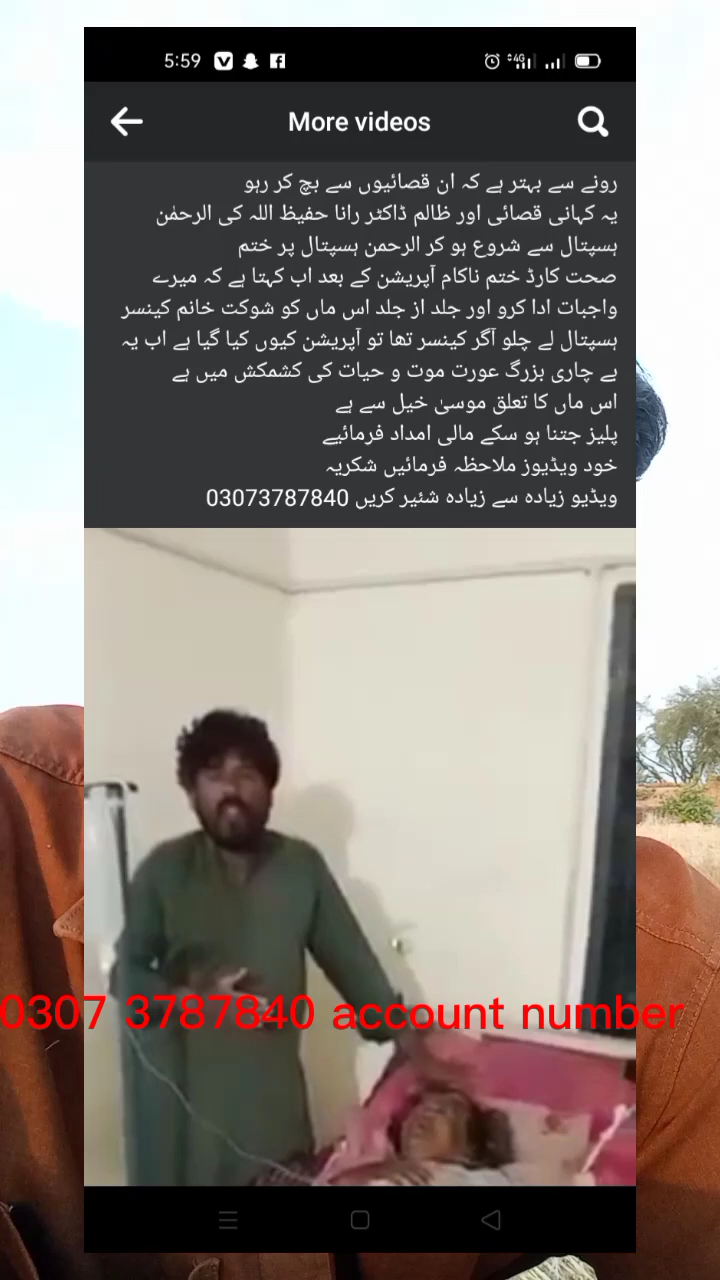 5:59
4G
More videos
رونے سے بہتر ہے کہ ان قصائیوں سے بچ کر رہو
یہ کہانی قصائی اور ظالم ڈاکٹر رانا حفیظ اللہ کی الرحمٰن
ہسپتال سے شروع ہو کر الرحمن ہسپتال پر ختم
صحت کارڈ ختم ناکام آپریشن کے بعد اب کہتا ہے کہ میرے
واجبات ادا کرو اور جلد از جلد اس ماں کو شوکت خانم کینسر
ہسپتال لے چلو آگر کینسر تھا تو آپریشن کیوں کیا گیا ہے اب یہ
بے چاری بزرگ عورت موت و حیات کی کشمکش میں ہے
اس ماں کا تعلق موسیٰ خیل سے ہے
پلیز جتنا ہو سکے مالی امداد فرمائیے
خود ویڈیوز ملاحظہ فرمائیں شکریہ
ویڈیو زیادہ سے زیادہ شئیر کریں 03073787840
0307 3787840 account number